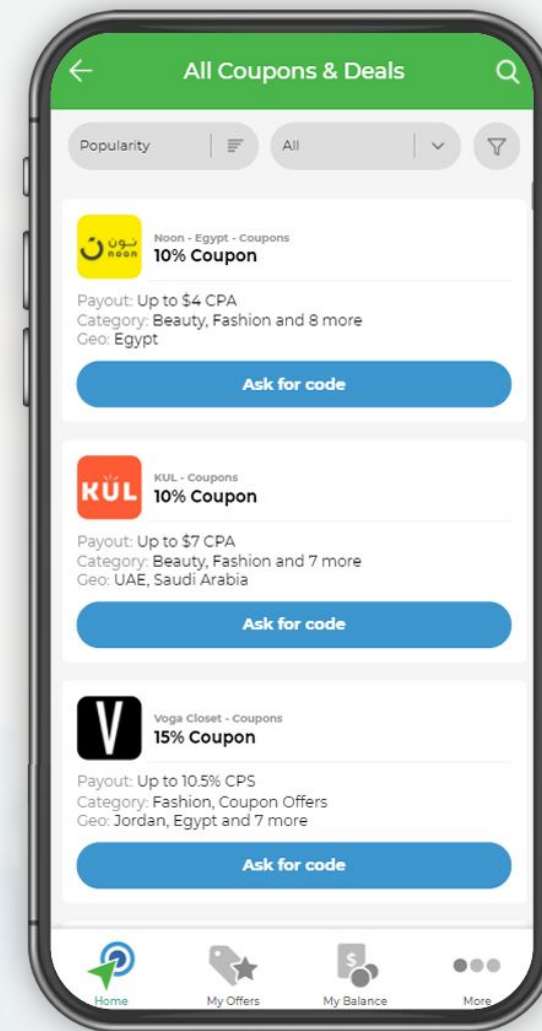 All Coupons & Deals
Popularity
All
نون
noon
Noon - Egypt - Coupons
10% Coupon
Payout: Up to $4 CPA
Category: Beauty, Fashion and 8 more
Geo: Egypt
Ask for code
KUL
KUL - Coupons
10% Coupon
Payout: Up to $7 CPA
Category: Beauty, Fashion and 7 more
Geo: UAE, Saudi Arabia
Ask for code
V
Voga Closet - Coupons
15% Coupon
Payout: Up to 10.5% CPS
Category: Fashion, Coupon Offers
Geo: Jordan, Egypt and 7 more
Ask for code
$
Home
My Offers
My Balance
More